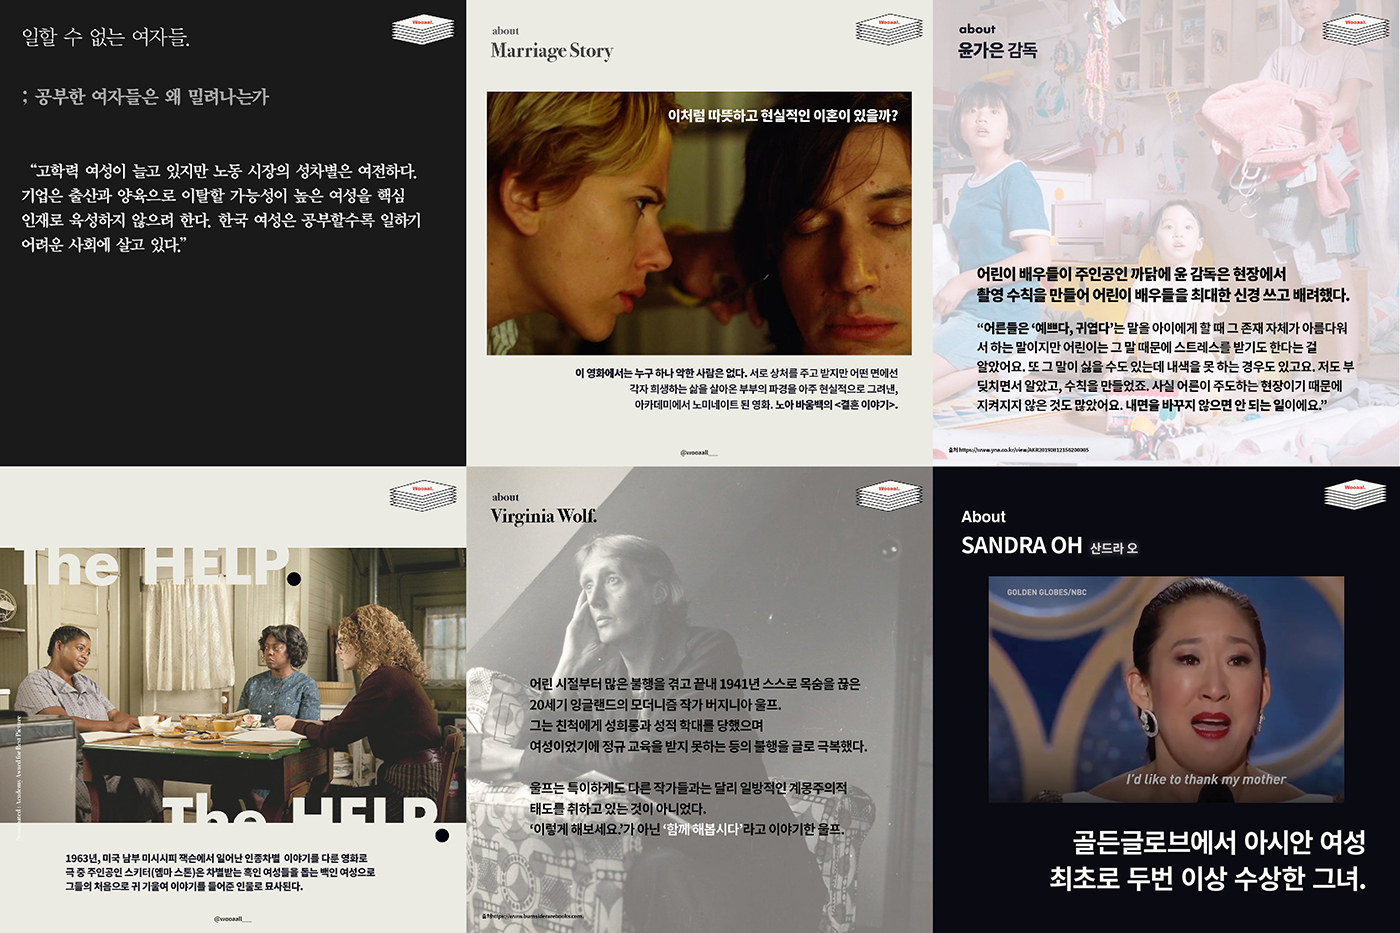 Wooaal.
일할 수 없는 여자들.
; 공부한 여자들은 왜 밀려나는가
“고학력 여성이 늘고 있지만 노동 시장의 성차별은 여전하다.
기업은 출산과 양육으로 이탈할 가능성이 높은 여성을 핵심
인재로 육성하지 않으려 한다. 한국 여성은 공부할수록 일하기
어려운 사회에 살고 있다.”
Wooaal.
about
Marriage Story
이처럼 따뜻하고 현실적인 이혼이 있을까?
이 영화에서는 누구 하나 악한 사람은 없다. 서로 상처를 주고 받지만 어떤 면에선
각자 희생하는 삶을 살아온 부부의 파경을 아주 현실적으로 그려낸,
아카데미에서 노미네이트 된 영화. 노아 바움백의 <결혼 이야기>.
@wooaall__
Wooaal.
about
윤가은 감독
어린이 배우들이 주인공인 까닭에 윤 감독은 현장에서
촬영 수칙을 만들어 어린이 배우들을 최대한 신경 쓰고 배려했다.
“어른들은 ‘예쁘다, 귀엽다’는 말을 아이에게 할 때 그 존재 자체가 아름다워
서 하는 말이지만 어린이는 그 말 때문에 스트레스를 받기도 한다는 걸
알았어요. 또 그 말이 싫을 수도 있는데 내색을 못 하는 경우도 있고요. 저도 부
딪치면서 알았고, 수칙을 만들었죠. 사실 어른이 주도하는 현장이기 때문에
지켜지지 않은 것도 많았어요. 내면을 바꾸지 않으면 안 되는 일이에요.”
출처 https://www.yna.co.kr/view/AKR20190812158200005
Wooaal.
The HELP.
Academy Award for Best Picture
The HELP.
1963년, 미국 남부 미시시피 잭슨에서 일어난 인종차별 이야기를 다룬 영화로
극 중 주인공인 스키터(엠마 스톤)은 차별받는 흑인 여성들을 돕는 백인 여성으로
그들의 처음으로 귀 기울여 이야기를 들어준 인물로 묘사된다.
@wooaall__
Wooaal.
about
Virginia Wolf.
어린 시절부터 많은 불행을 겪고 끝내 1941년 스스로 목숨을 끊은
20세기 잉글랜드의 모더니즘 작가 버지니아 울프.
그는 친척에게 성희롱과 성적 학대를 당했으며
여성이었기에 정규 교육을 받지 못하는 등의 불행을 글로 극복했다.
울프는 특이하게도 다른 작가들과는 달리 일방적인 계몽주의적
태도를 취하고 있는 것이 아니었다.
‘이렇게 해보세요.’가 아닌 ‘함께 해봅시다’라고 이야기한 울프.
출처https://www.burnsiderarebooks.com.
Wooaal.
About
SANDRA OH 산드라 오
GOLDEN GLOBES/NBC
I'd like to thank my mother
골든글로브에서 아시안 여성
최초로 두번 이상 수상한 그녀.